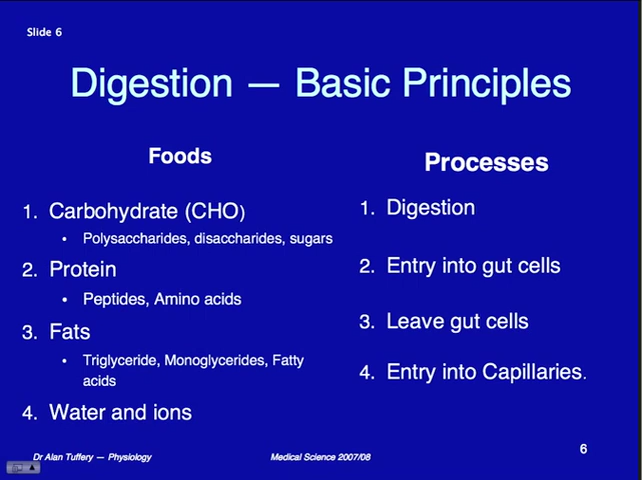 Slide 6
Digestion — Basic Principles
Foods
1. Carbohydrate (CHO)
• Polysaccharides, disaccharides, sugars
2. Protein
• Peptides, Amino acids
3. Fats
• Triglyceride, Monoglycerides, Fatty
acids
4. Water and ions
Processes
1. Digestion
2. Entry into gut cells
3. Leave gut cells
4. Entry into Capillaries.
Dr Alan Tuffery — Physiology
Medical Science 2007/08
6